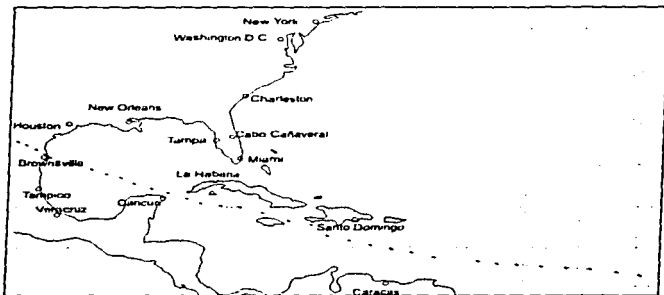 New York
Washington D C
Charleston
New Orleans
Houston
Cabo Cañaveral
Tampa
Miami
Brownsville
La Habana
Tampico
Cancun
Veracruz
Santo Domingo
Caracas